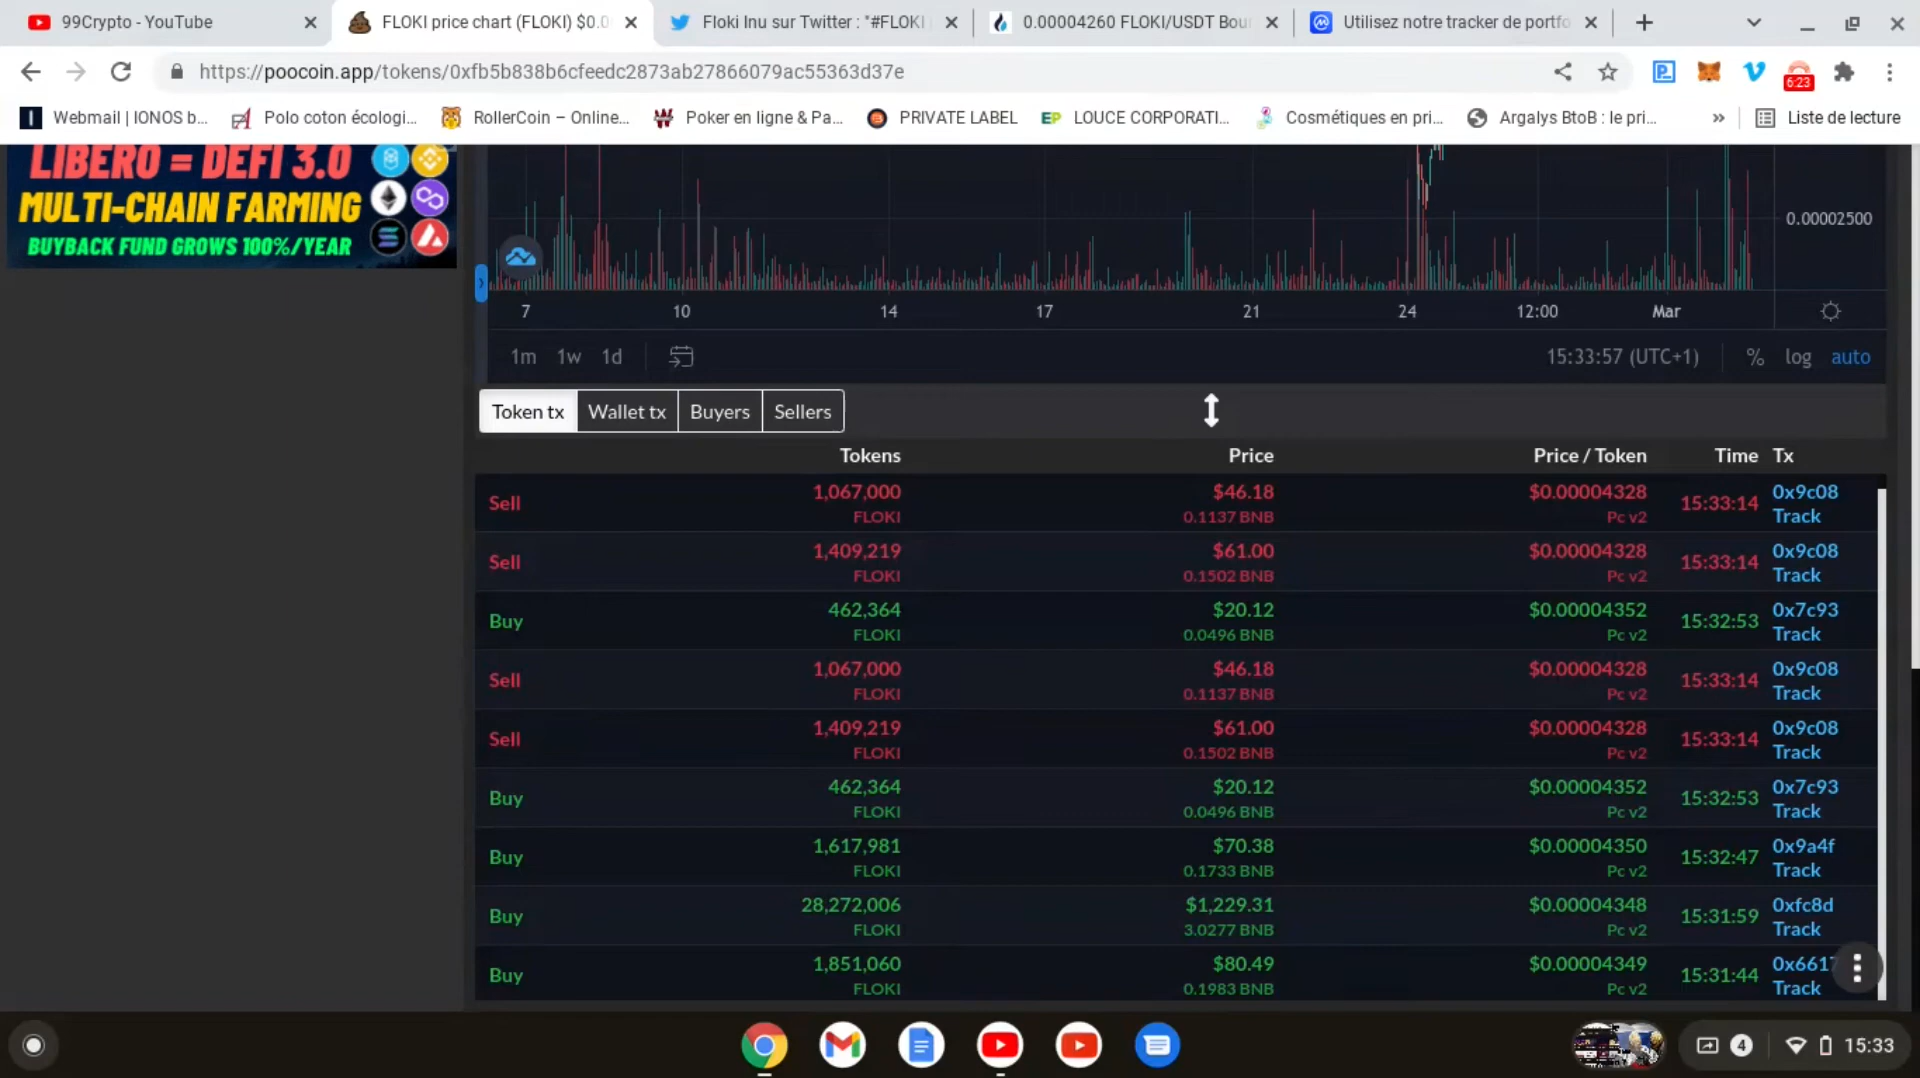 99Crypto - YouTube
FLOKI price chart (FLOKI) $0.0
Floki Inu sur Twitter : "#FLOKI
0.00004260 FLOKI/USDT Bour
Utilisez notre tracker de portfo
https://poocoin.app/tokens/0xfb5b838b6cfeedc2873ab27866079ac55363d37e
6:23
Webmail | IONOS b...
Polo coton écologi...
RollerCoin – Online...
Poker en ligne & Pa...
PRIVATE LABEL
EP LOUCE CORPORATI...
Cosmétiques en pri...
Argalys BtoB : le pri...
»
Liste de lecture
LIBERO = DEFI 3.0
MULTI-CHAIN FARMING
BUYBACK FUND GROWS 100%/YEAR
0.00002500
7 10 14 17 21 24 12:00 Mar
1m 1w 1d
15:33:57 (UTC+1) % log auto
Token tx Wallet tx Buyers Sellers
Tokens Price Price / Token Time Tx
Sell 1,067,000 $46.18 $0.00004328 15:33:14 0x9c08
FLOKI 0.1137 BNB Pc v2 Track
Sell 1,409,219 $61.00 $0.00004328 15:33:14 0x9c08
FLOKI 0.1502 BNB Pc v2 Track
Buy 462,364 $20.12 $0.00004352 15:32:53 0x7c93
FLOKI 0.0496 BNB Pc v2 Track
Sell 1,067,000 $46.18 $0.00004328 15:33:14 0x9c08
FLOKI 0.1137 BNB Pc v2 Track
Sell 1,409,219 $61.00 $0.00004328 15:33:14 0x9c08
FLOKI 0.1502 BNB Pc v2 Track
Buy 462,364 $20.12 $0.00004352 15:32:53 0x7c93
FLOKI 0.0496 BNB Pc v2 Track
Buy 1,617,981 $70.38 $0.00004350 15:32:47 0x9a4f
FLOKI 0.1733 BNB Pc v2 Track
Buy 28,272,006 $1,229.31 $0.00004348 15:31:59 0xfc8d
FLOKI 3.0277 BNB Pc v2 Track
Buy 1,851,060 $80.49 $0.00004349 15:31:44 0x6617
FLOKI 0.1983 BNB Pc v2 Track
4 15:33